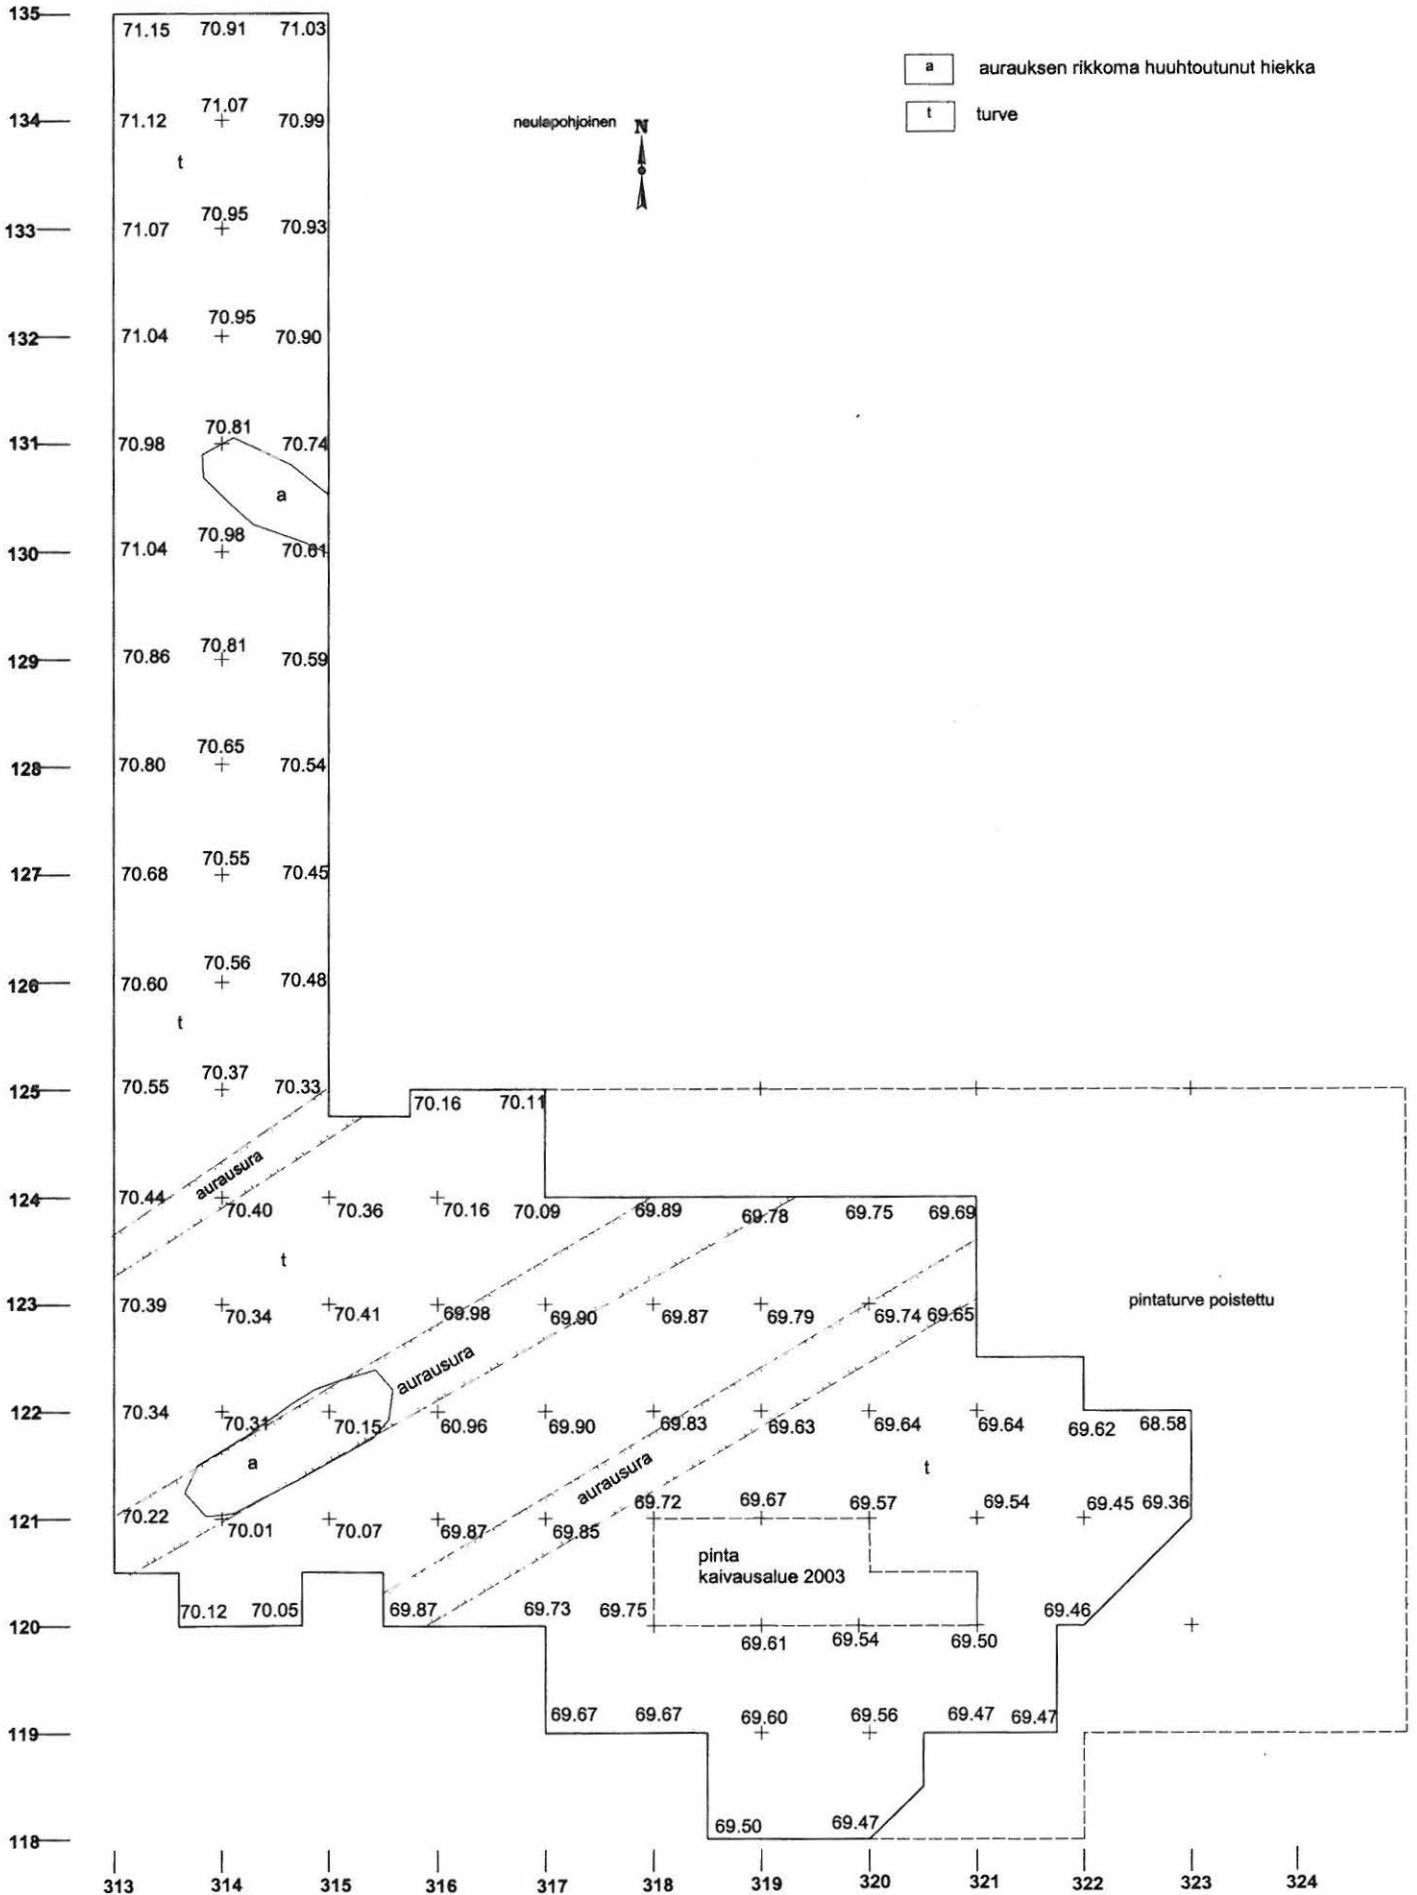 135 71.15 70.91 71.03
a aurauksen rikkoma huuhtoutunut hiekka
t turve
neulapohjoinen N
134 71.12 71.07 70.99
t
133 71.07 70.95 70.93
132 71.04 70.95 70.90
131 70.98 70.81 70.74
a
130 71.04 70.98 70.61
129 70.86 70.81 70.59
128 70.80 70.65 70.54
127 70.68 70.55 70.45
126 70.60 70.56 70.48
t
125 70.55 70.37 70.33 70.16 70.11
aurausura
124 70.44 70.40 70.36 70.16 70.09 69.89 69.78 69.75 69.69
t
123 70.39 70.34 70.41 69.98 69.90 69.87 69.79 69.74 69.65
pintaturve poistettu
aurausura
122 70.34 70.31 70.15 60.96 69.90 69.83 69.63 69.64 69.64 69.62 68.58
a
aurausura
t
121 70.22 70.01 70.07 69.87 69.85 69.72 69.67 69.57 69.54 69.45 69.36
pinta
kaivausalue 2003
120 70.12 70.05 69.87 69.73 69.75 69.61 69.54 69.50 69.46
119 69.67 69.67 69.60 69.56 69.47 69.47
118 69.50 69.47
313 314 315 316 317 318 319 320 321 322 323 324